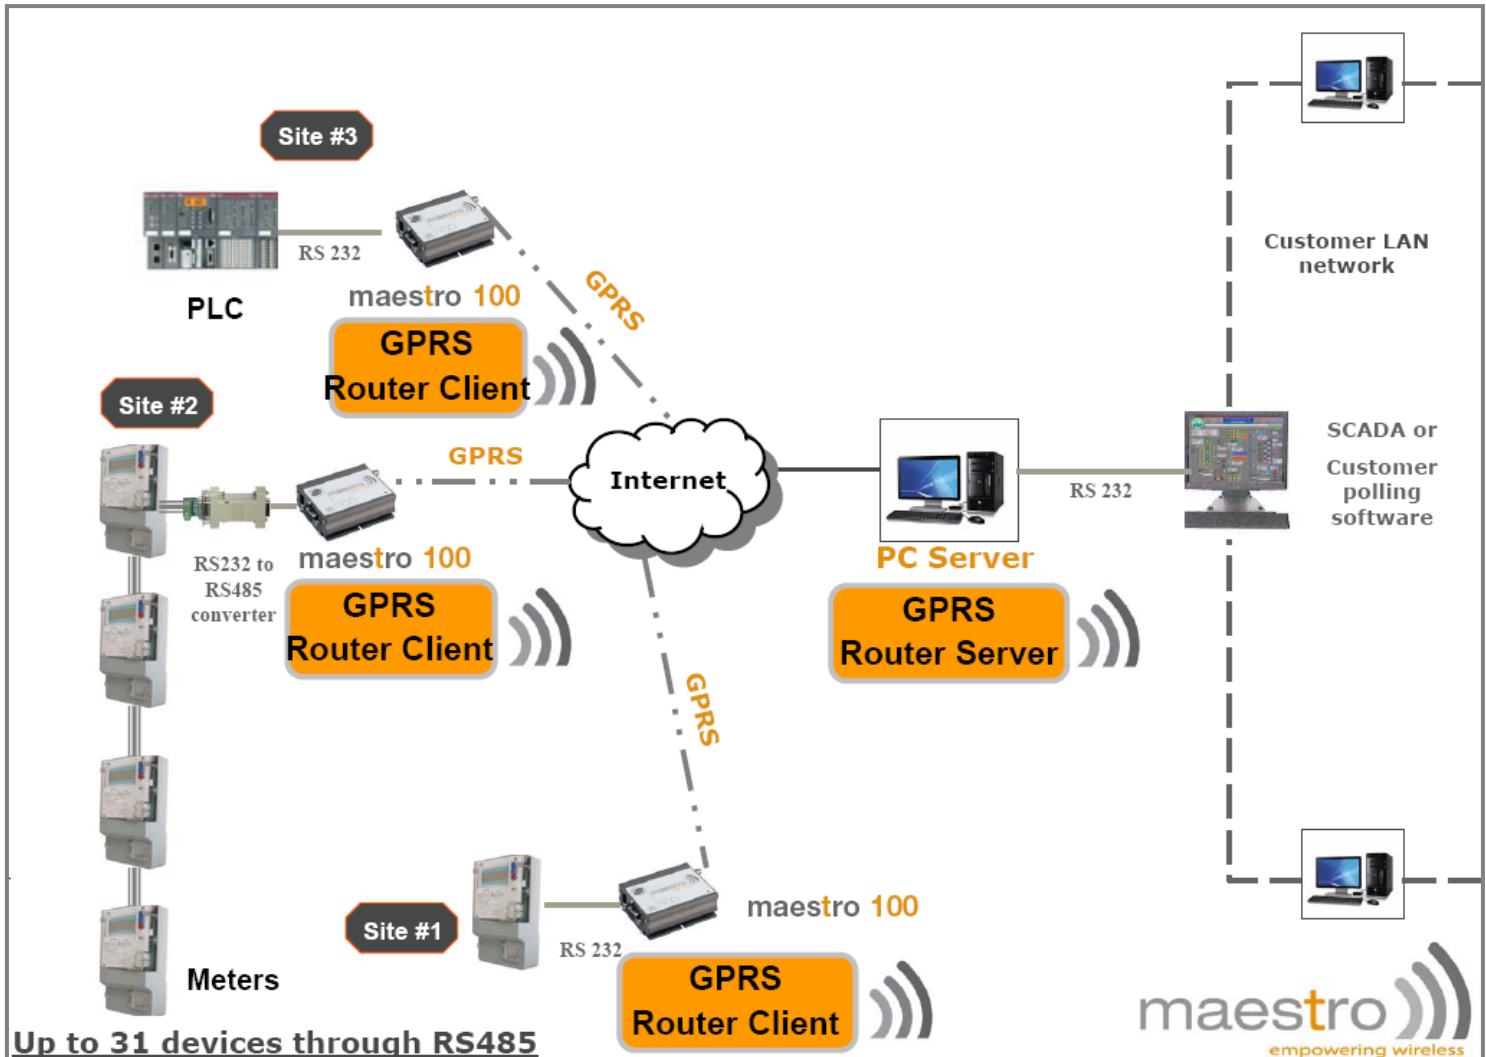 Site #3
RS 232
PLC
maestro 100
GPRS
Router Client
GPRS
Customer LAN
network
Site #2
GPRS
Internet
RS232 to
RS485
converter
maestro 100
GPRS
Router Client
PC Server
GPRS
Router Server
RS 232
SCADA or
Customer
polling
software
GPRS
Site #1
RS 232
maestro 100
GPRS
Router Client
Meters
Up to 31 devices through RS485
maestro
empowering wireless